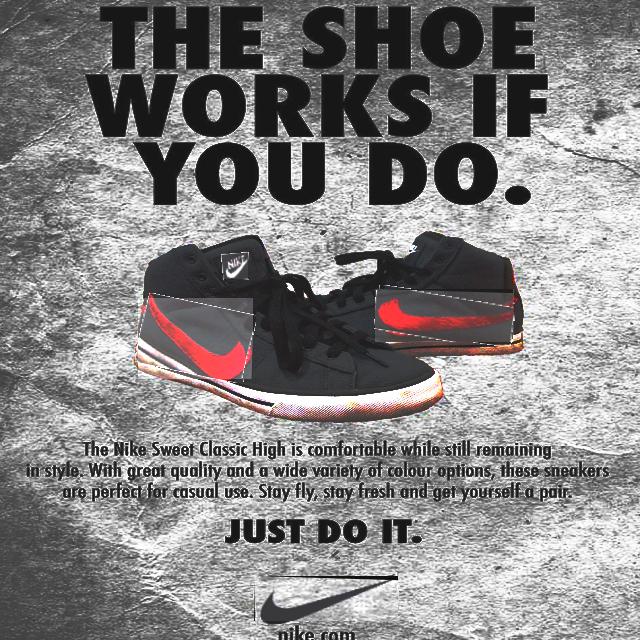 THE SHOE
WORKS IF
YOU DO.
NIKE
The Nike Sweet Classic High is comfortable while still remaining
in style. With great quality and a wide variety of colour options, these sneakers
are perfect for casual use. Stay fly, stay fresh and get yourself a pair.
JUST DO IT.
nike.com